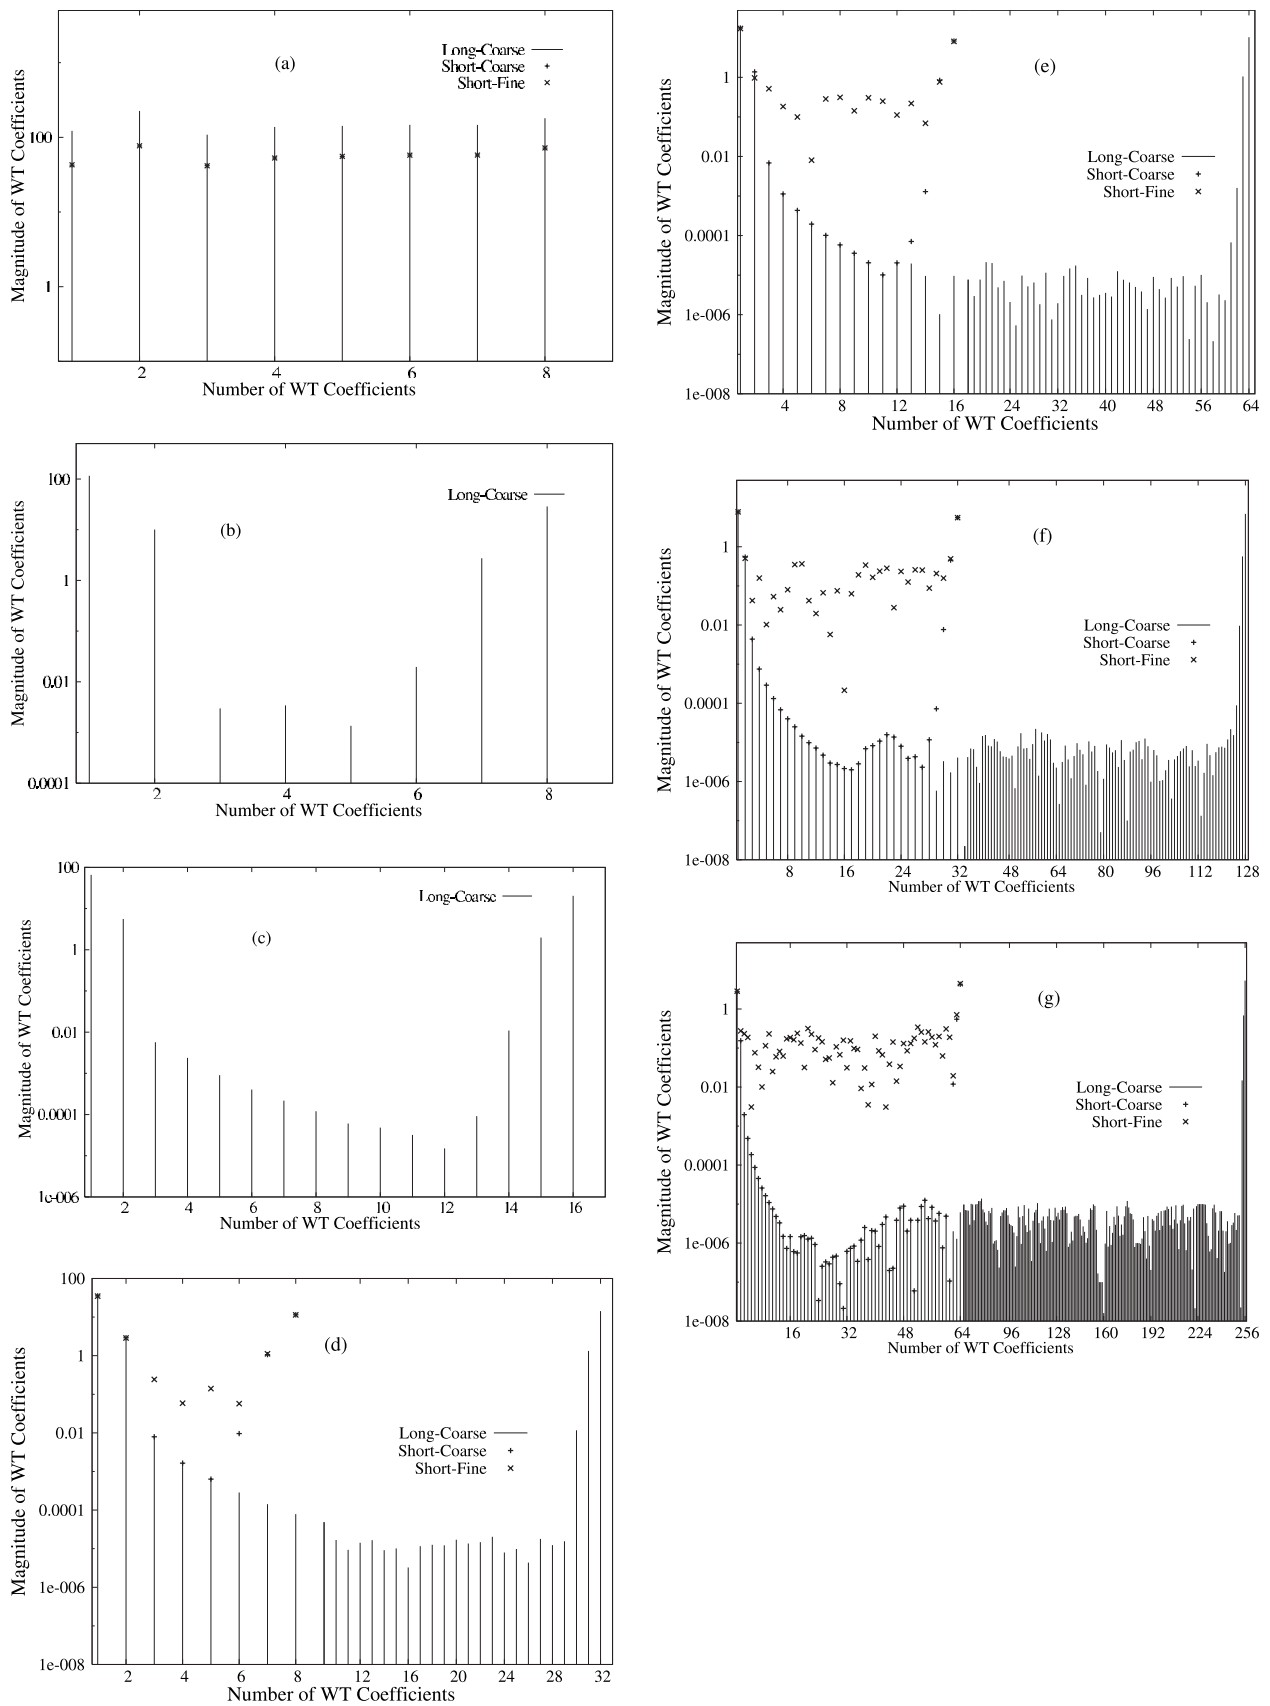 (a)
Long-Coarse
Short-Coarse
Short-Fine
100
1
Magnitude of WT Coefficients
2 4 6 8
Number of WT Coefficients
(b)
Long-Coarse
100
1
0.01
0.0001
Magnitude of WT Coefficients
2 4 6 8
Number of WT Coefficients
(c)
Long-Coarse
100
1
0.01
0.0001
1e-006
Magnitude of WT Coefficients
2 4 6 8 10 12 14 16
Number of WT Coefficients
(d)
Long-Coarse
Short-Coarse
Short-Fine
100
1
0.01
0.0001
1e-006
1e-008
Magnitude of WT Coefficients
2 4 6 8 12 16 20 24 28 32
Number of WT Coefficients
(e)
Long-Coarse
Short-Coarse
Short-Fine
1
0.01
0.0001
1e-006
1e-008
Magnitude of WT Coefficients
4 8 12 16 24 32 40 48 56 64
Number of WT Coefficients
(f)
Long-Coarse
Short-Coarse
Short-Fine
1
0.01
0.0001
1e-006
1e-008
Magnitude of WT Coefficients
8 16 24 32 48 64 80 96 112 128
Number of WT Coefficients
(g)
Long-Coarse
Short-Coarse
Short-Fine
1
0.01
0.0001
1e-006
1e-008
Magnitude of WT Coefficients
16 32 48 64 96 128 160 192 224 256
Number of WT Coefficients